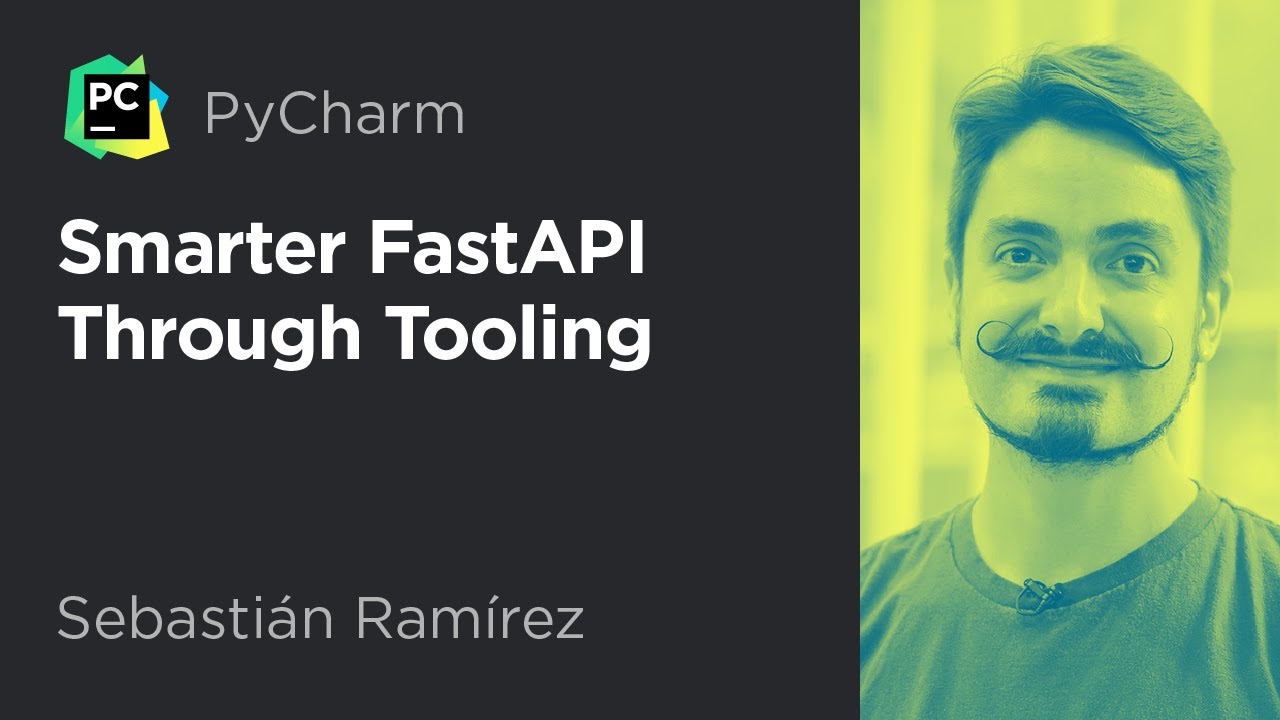 PC
PyCharm
Smarter FastAPI
Through Tooling
Sebastián Ramírez